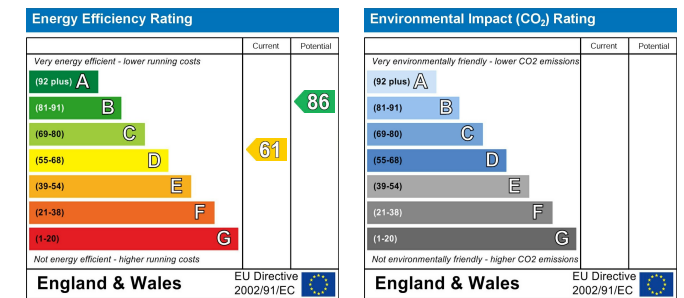 Energy Efficiency Rating
Current Potential
Very energy efficient - lower running costs
(92 plus) A
(81-91) B
86
(69-80) C
(55-68) D
61
(39-54) E
(21-38) F
(1-20) G
Not energy efficient - higher running costs
England & Wales
EU Directive
2002/91/EC
Environmental Impact (CO2) Rating
Current Potential
Very environmentally friendly - lower CO2 emissions
(92 plus) A
(81-91) B
(69-80) C
(55-68) D
(39-54) E
(21-38) F
(1-20) G
Not environmentally friendly - higher CO2 emissions
England & Wales
EU Directive
2002/91/EC